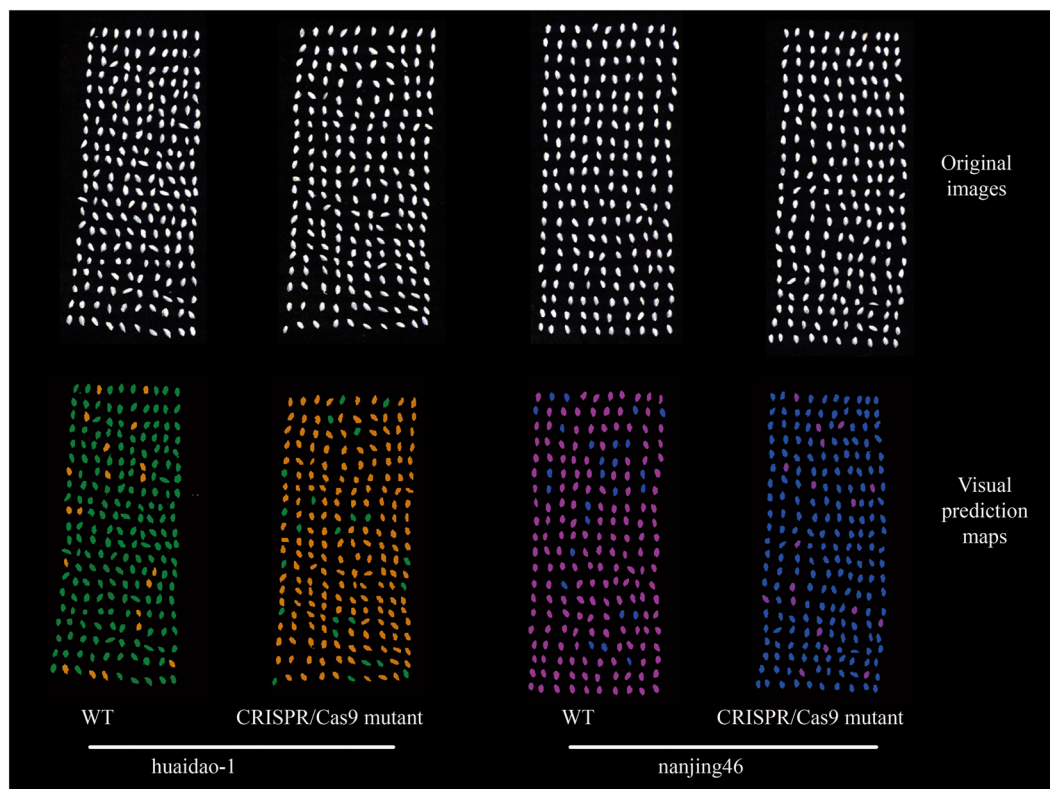 Original
images
Visual
prediction
maps
WT
CRISPR/Cas9 mutant
WT
CRISPR/Cas9 mutant
huaidao-1
nanjing46